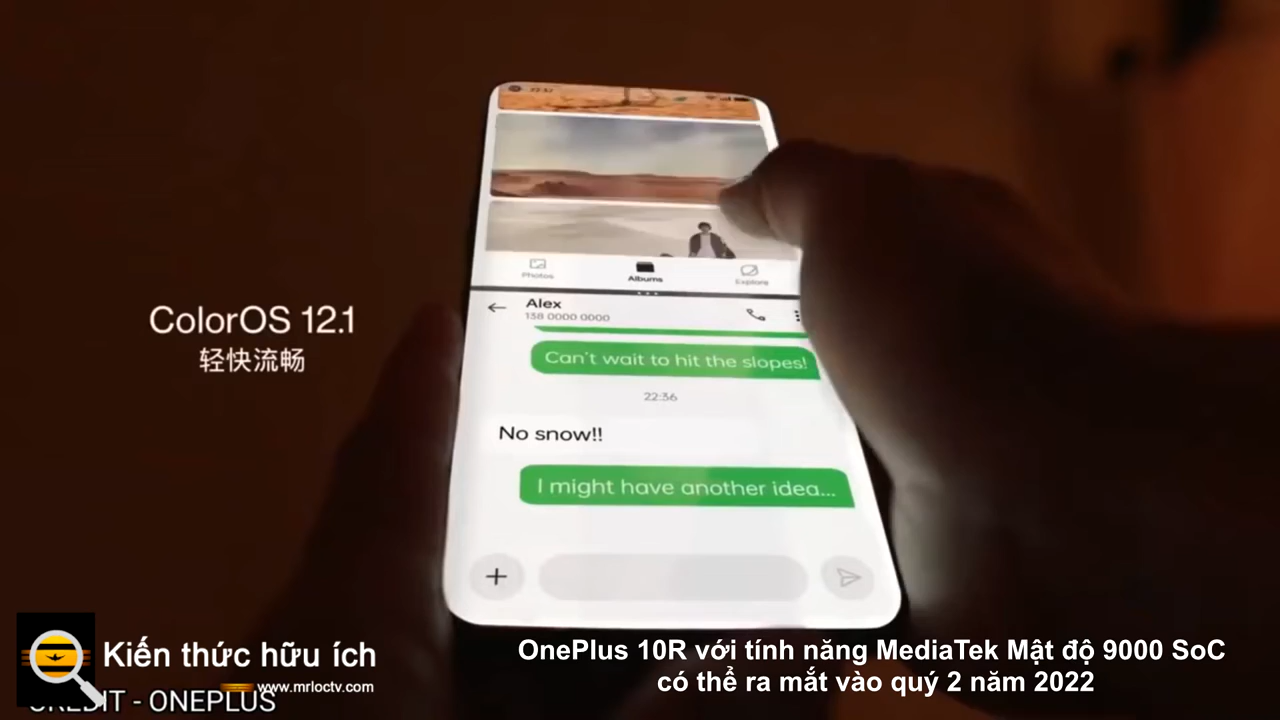 22:37
Photos
Albums
Explore
Alex
138 0000 0000
Can't wait to hit the slopes!
22:36
No snow!!
I might have another idea...
ColorOS 12.1
轻快流畅
Kiến thức hữu ích
www.mrloctv.com
CREDIT - ONEPLUS
OnePlus 10R với tính năng MediaTek Mật độ 9000 SoC
có thể ra mắt vào quý 2 năm 2022